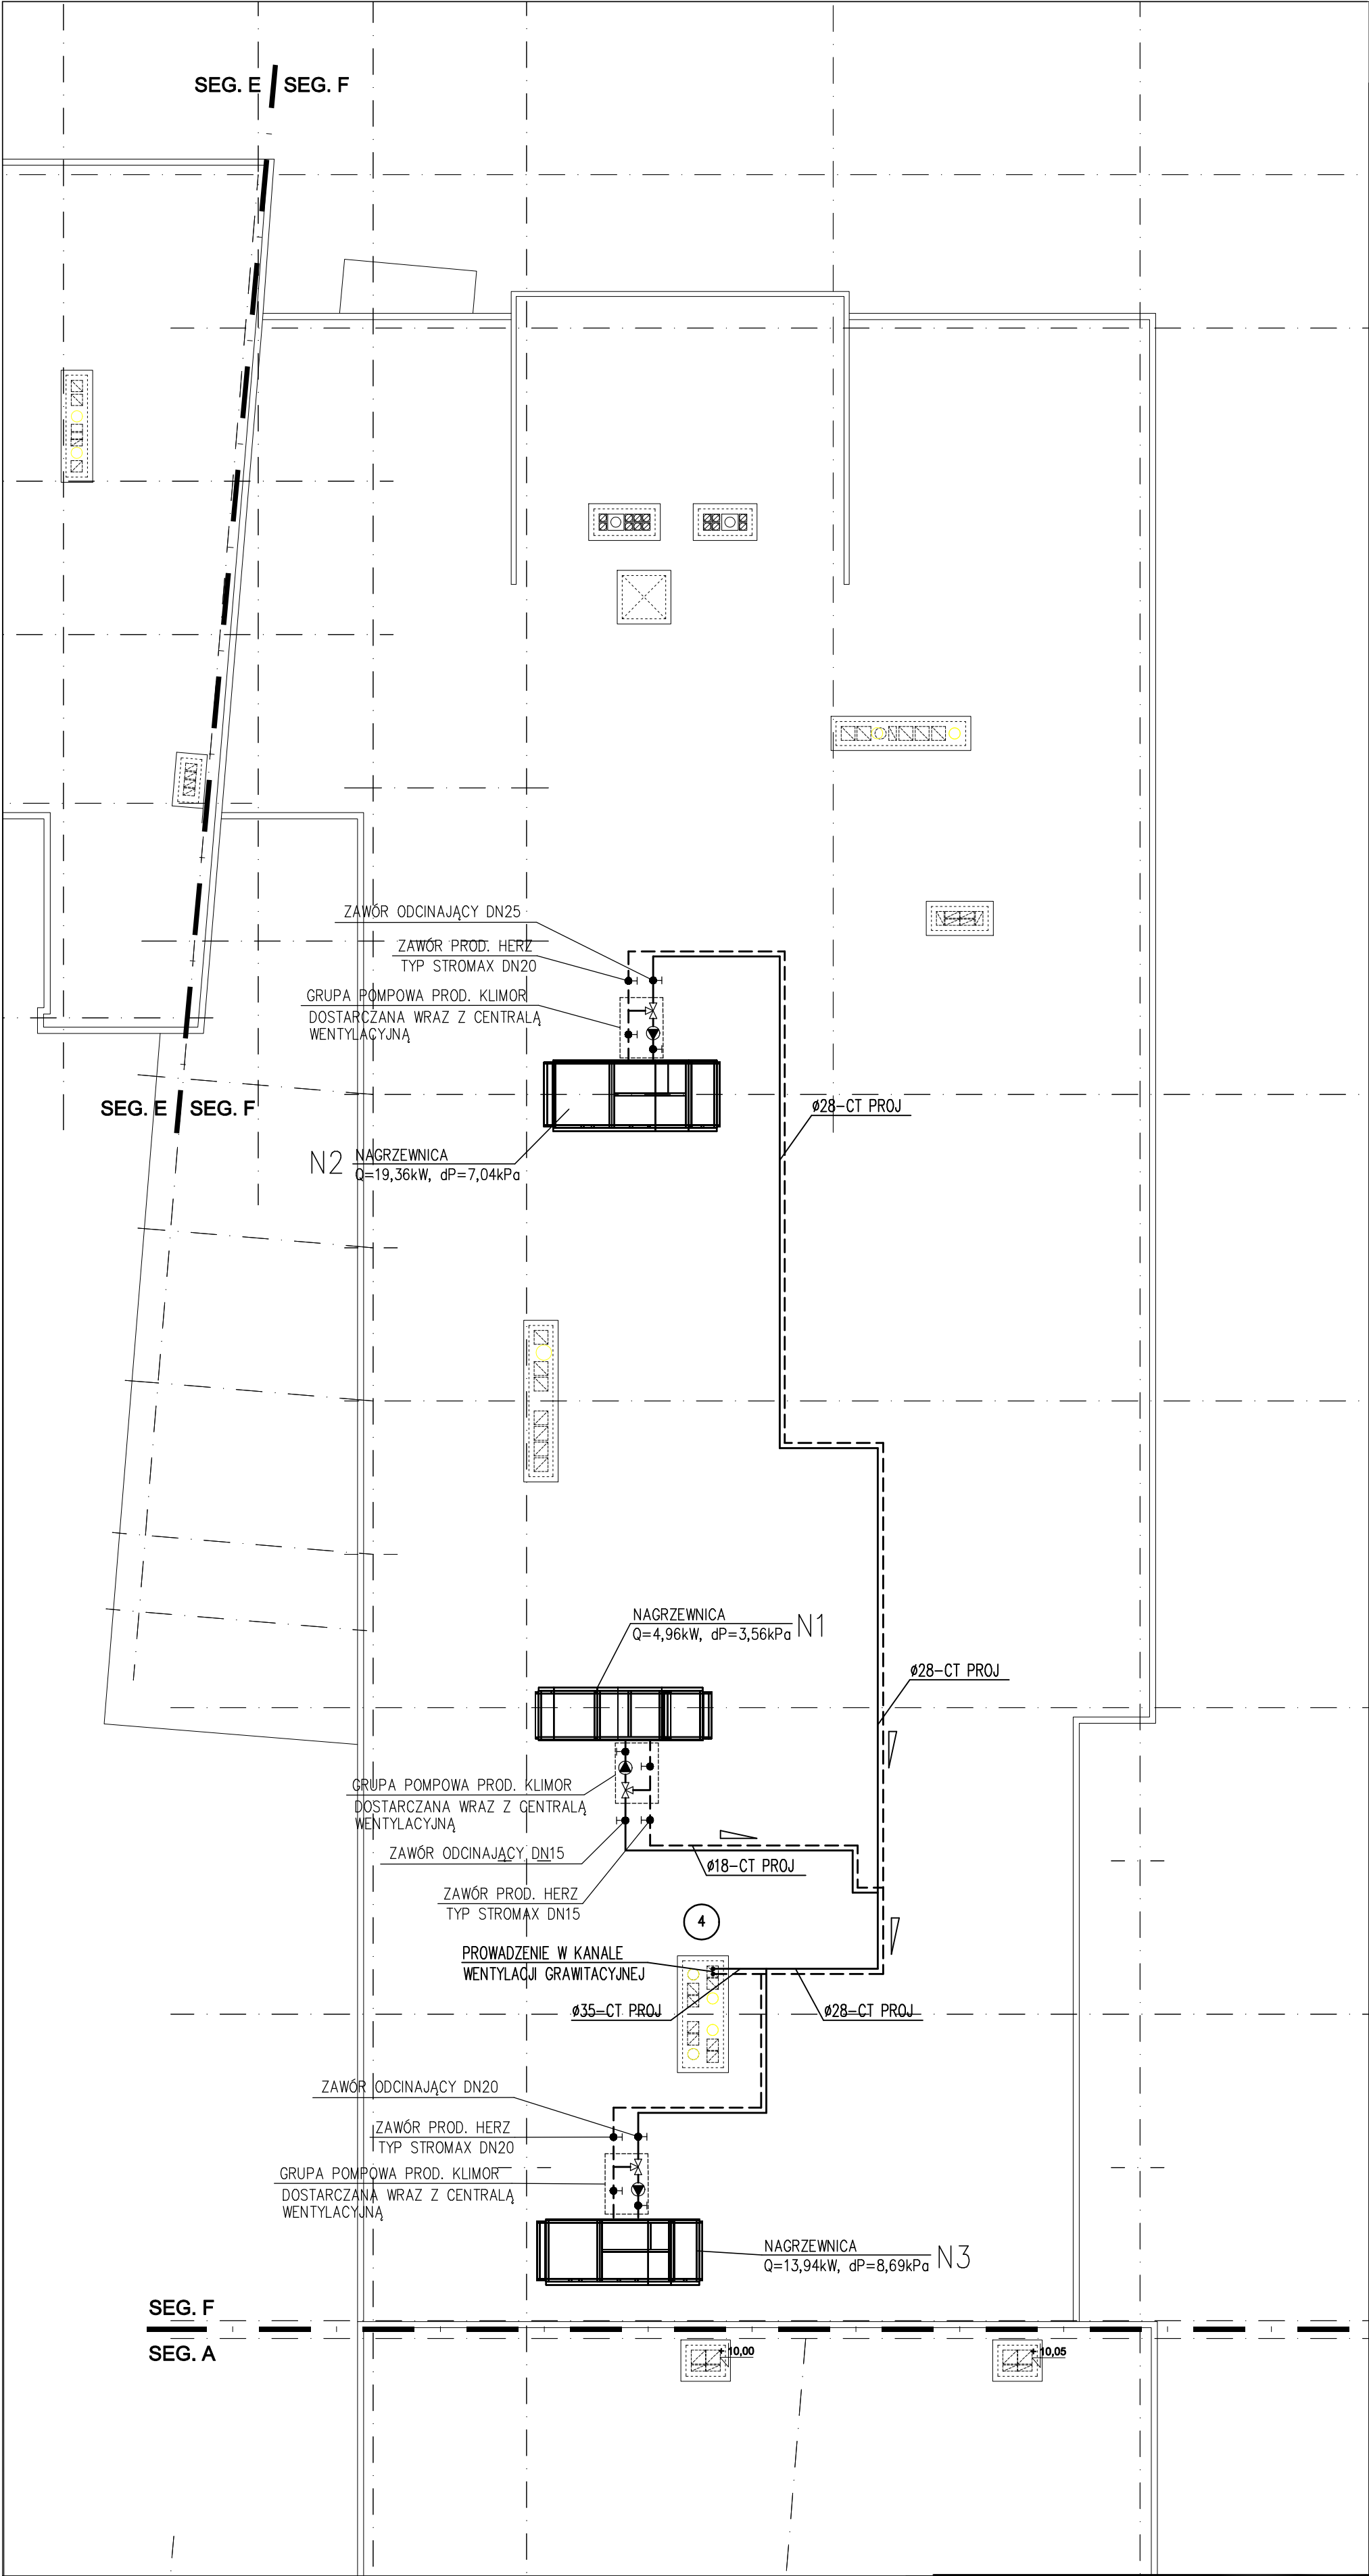 SEG. E SEG. F
ZAWÓR ODCINAJĄCY DN25
ZAWÓR PROD. HERZ
TYP STROMAX DN20
GRUPA POMPOWA PROD. KLIMOR
DOSTARCZANA WRAZ Z CENTRALĄ
WENTYLACYJNĄ
SEG. E SEG. F
ø28-CT PROJ
N2 NAGRZEWNICA
Q=19,36kW, dP=7,04kPa
NAGRZEWNICA N1
Q=4,96kW, dP=3,56kPa
ø28-CT PROJ
GRUPA POMPOWA PROD. KLIMOR
DOSTARCZANA WRAZ Z CENTRALĄ
WENTYLACYJNĄ
ZAWÓR ODCINAJĄCY DN15
ø18-CT PROJ
ZAWÓR PROD. HERZ
TYP STROMAX DN15
4
PROWADZENIE W KANALE
WENTYLACJI GRAWITACYJNEJ
ø35-CT PROJ
ø28-CT PROJ
ZAWÓR ODCINAJĄCY DN20
ZAWÓR PROD. HERZ
TYP STROMAX DN20
GRUPA POMPOWA PROD. KLIMOR
DOSTARCZANA WRAZ Z CENTRALĄ
WENTYLACYJNĄ
NAGRZEWNICA N3
Q=13,94kW, dP=8,69kPa
SEG. F
SEG. A
+10,00
+10,05